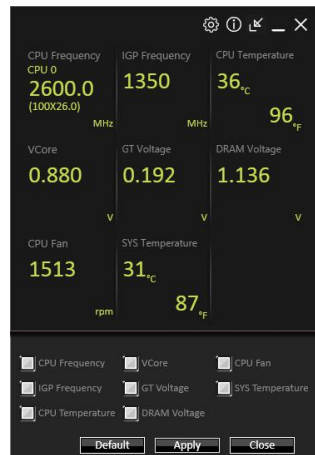 CPU Frequency IGP Frequency CPU Temperature
CPU 0
2600.0 1350 36°C
(100X26.0)
MHz MHz 96°F
VCore GT Voltage DRAM Voltage
0.880 0.192 1.136
V V V
CPU Fan SYS Temperature
1513 31°C
rpm 87°F
CPU Frequency VCore CPU Fan
IGP Frequency GT Voltage SYS Temperature
CPU Temperature DRAM Voltage
Default Apply Close